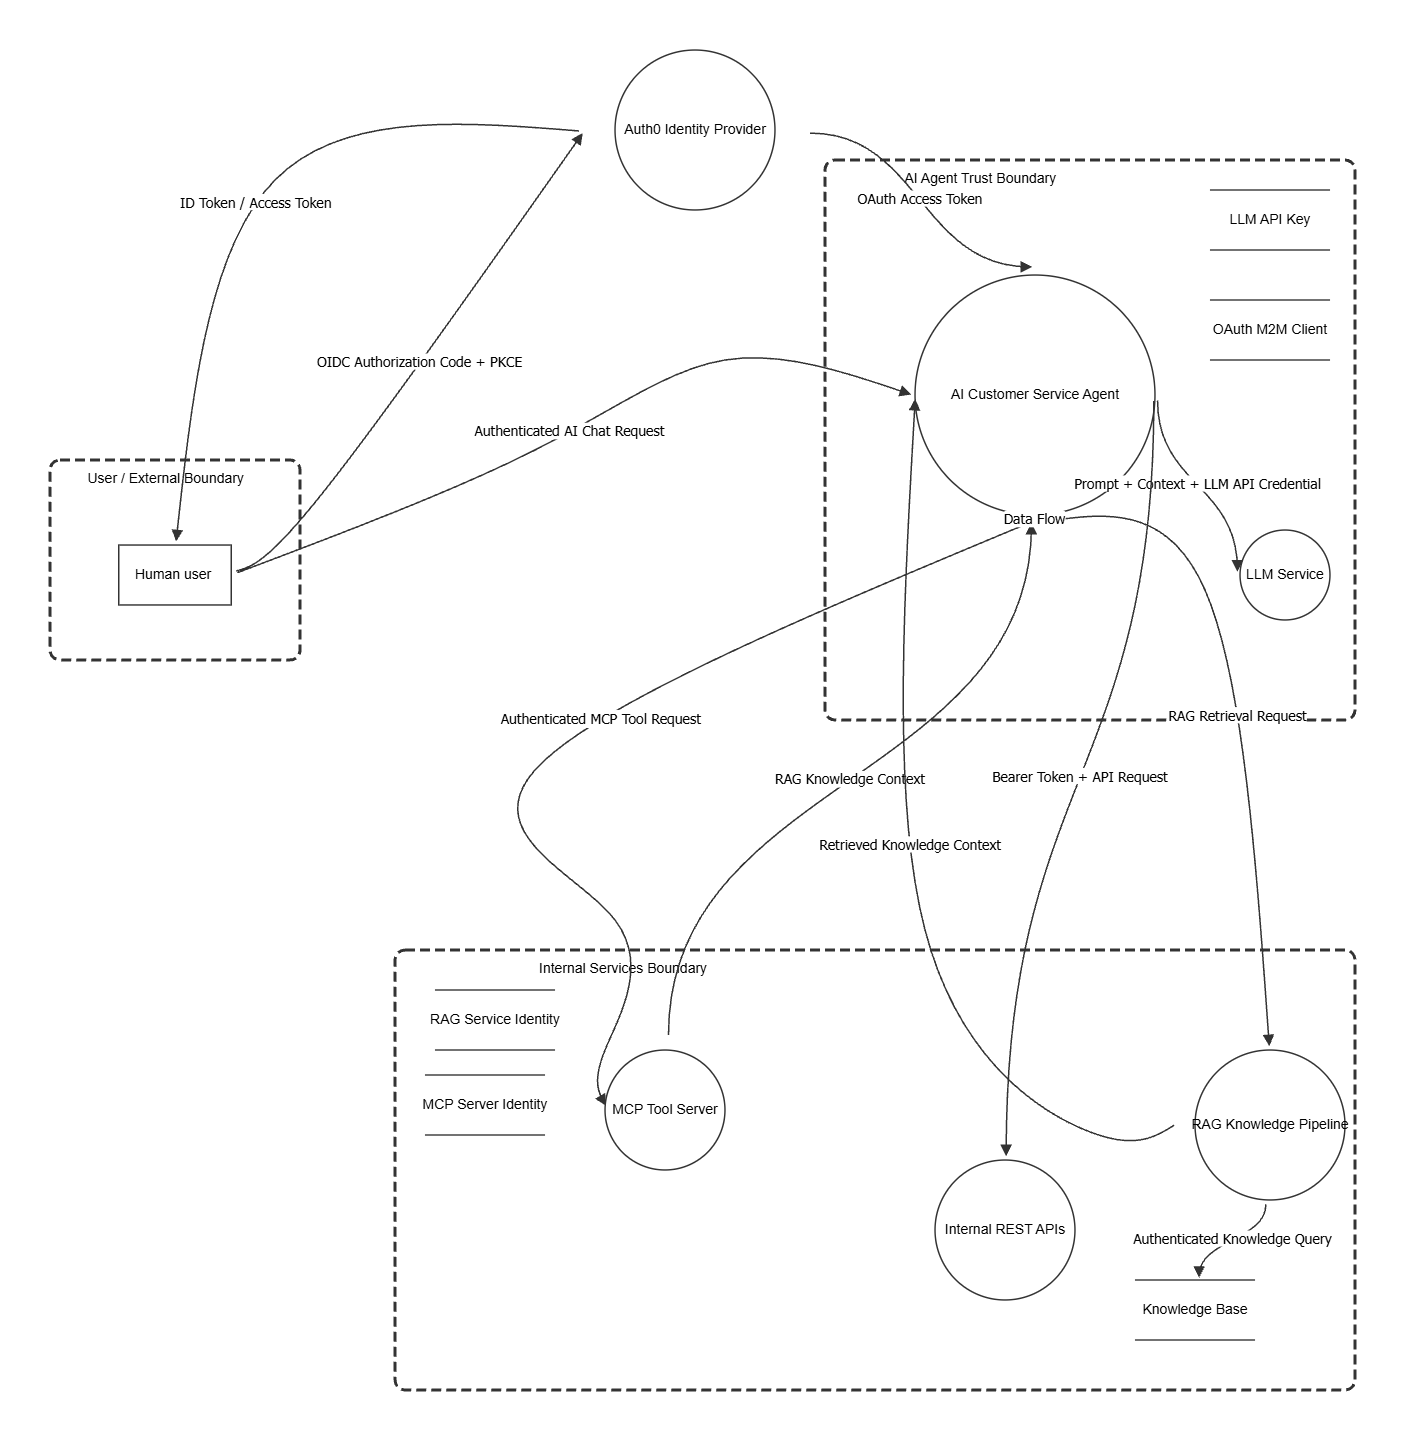 Auth0 Identity Provider
AI Agent Trust Boundary
OAuth Access Token
ID Token / Access Token
LLM API Key
OAuth M2M Client
OIDC Authorization Code + PKCE
AI Customer Service Agent
Authenticated AI Chat Request
User / External Boundary
Prompt + Context + LLM API Credential
Data Flow
Human user
LLM Service
Authenticated MCP Tool Request
RAG Retrieval Request
RAG Knowledge Context
Bearer Token + API Request
Retrieved Knowledge Context
Internal Services Boundary
RAG Service Identity
MCP Server Identity
MCP Tool Server
RAG Knowledge Pipeline
Internal REST APIs
Authenticated Knowledge Query
Knowledge Base